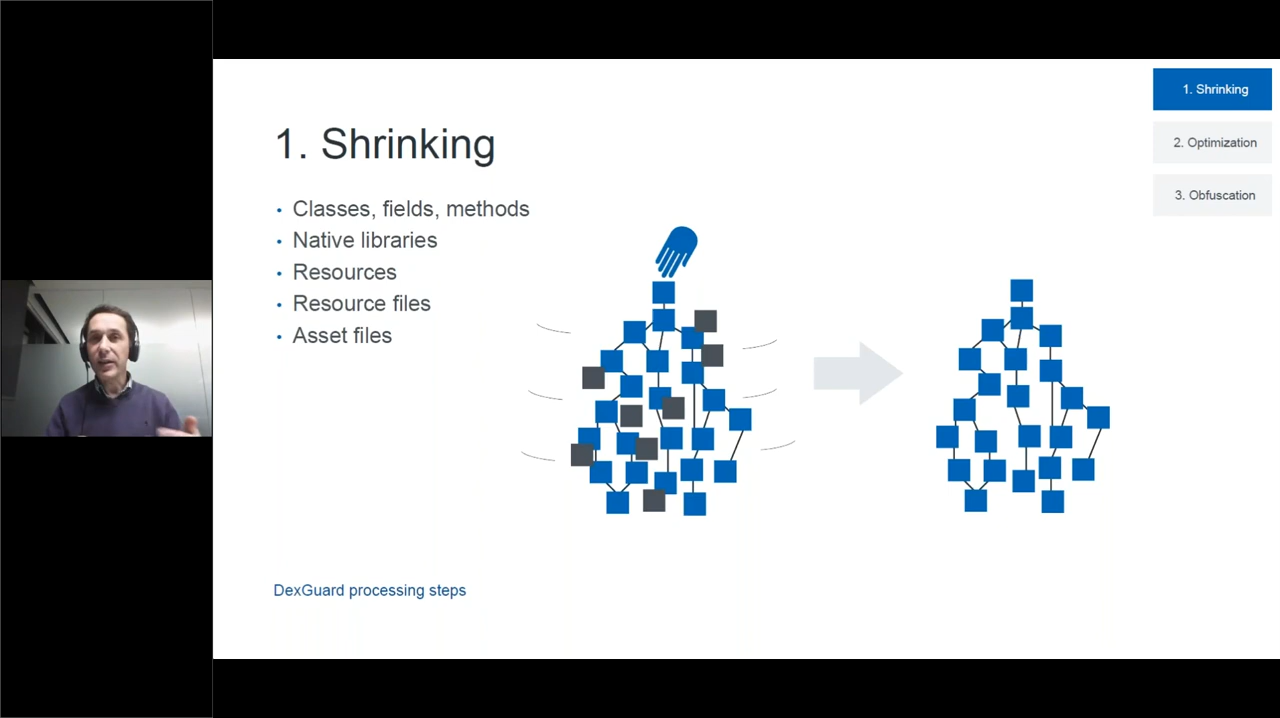 1. Shrinking
• Classes, fields, methods
• Native libraries
• Resources
• Resource files
• Asset files
DexGuard processing steps
1. Shrinking
2. Optimization
3. Obfuscation